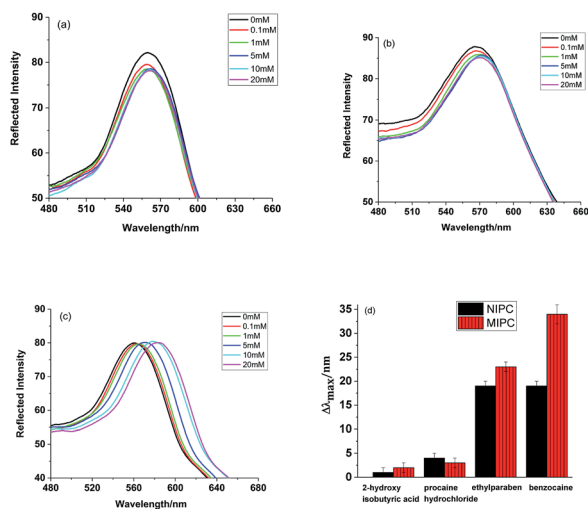 (a)
0mM
0.1mM
1mM
5mM
10mM
20mM
Reflected Intensity
90
80
70
60
50
480 510 540 570 600 630 660
Wavelength/nm
(b)
0mM
0.1mM
1mM
5mM
10mM
20mM
Reflected Intensity
90
80
70
60
50
480 510 540 570 600 630 660
Wavelength/nm
(c)
0mM
0.1mM
1mM
5mM
10mM
20mM
Reflected Intensity
80
70
60
50
40
480 520 560 600 640 680
Wavelength/nm
(d)
NIPC
MIPC
Δλmax/nm
35
30
25
20
15
10
5
0
2-hydroxy
isobutyric acid
procaine
hydrochloride
ethylparaben
benzocaine